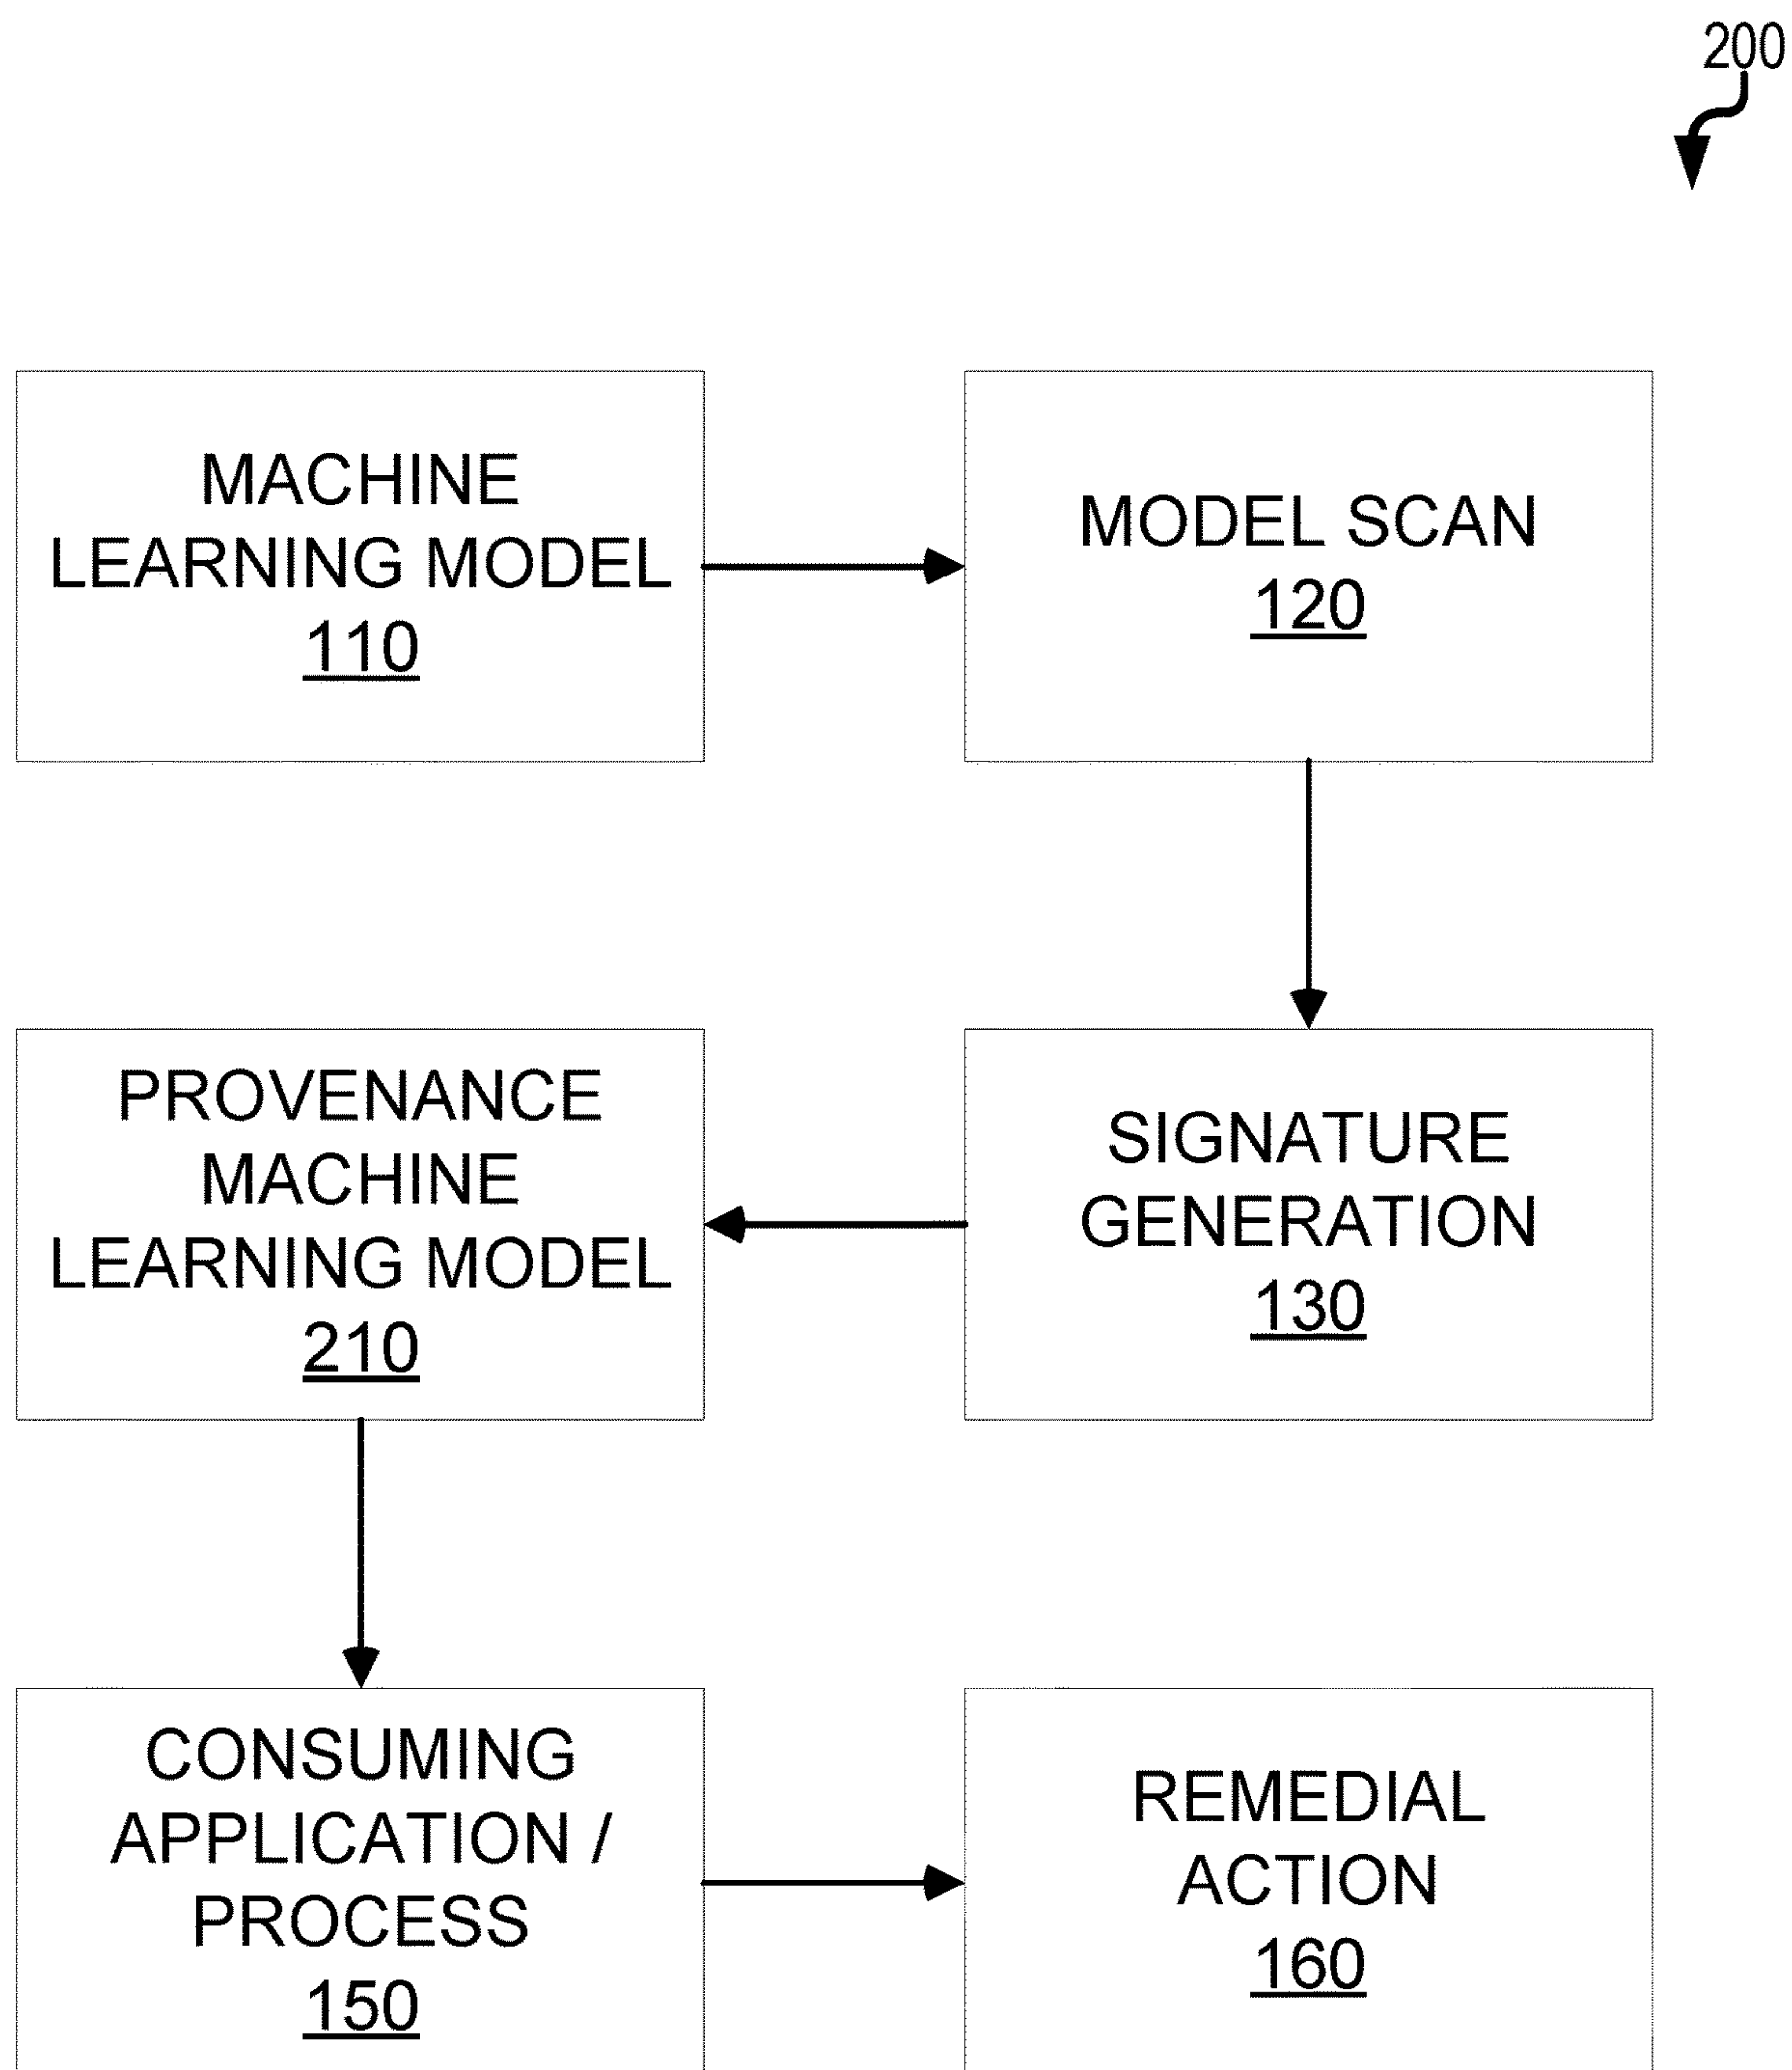 200
MACHINE
LEARNING MODEL
110
MODEL SCAN
120
PROVENANCE
MACHINE
LEARNING MODEL
210
SIGNATURE
GENERATION
130
CONSUMING
APPLICATION /
PROCESS
150
REMEDIAL
ACTION
160